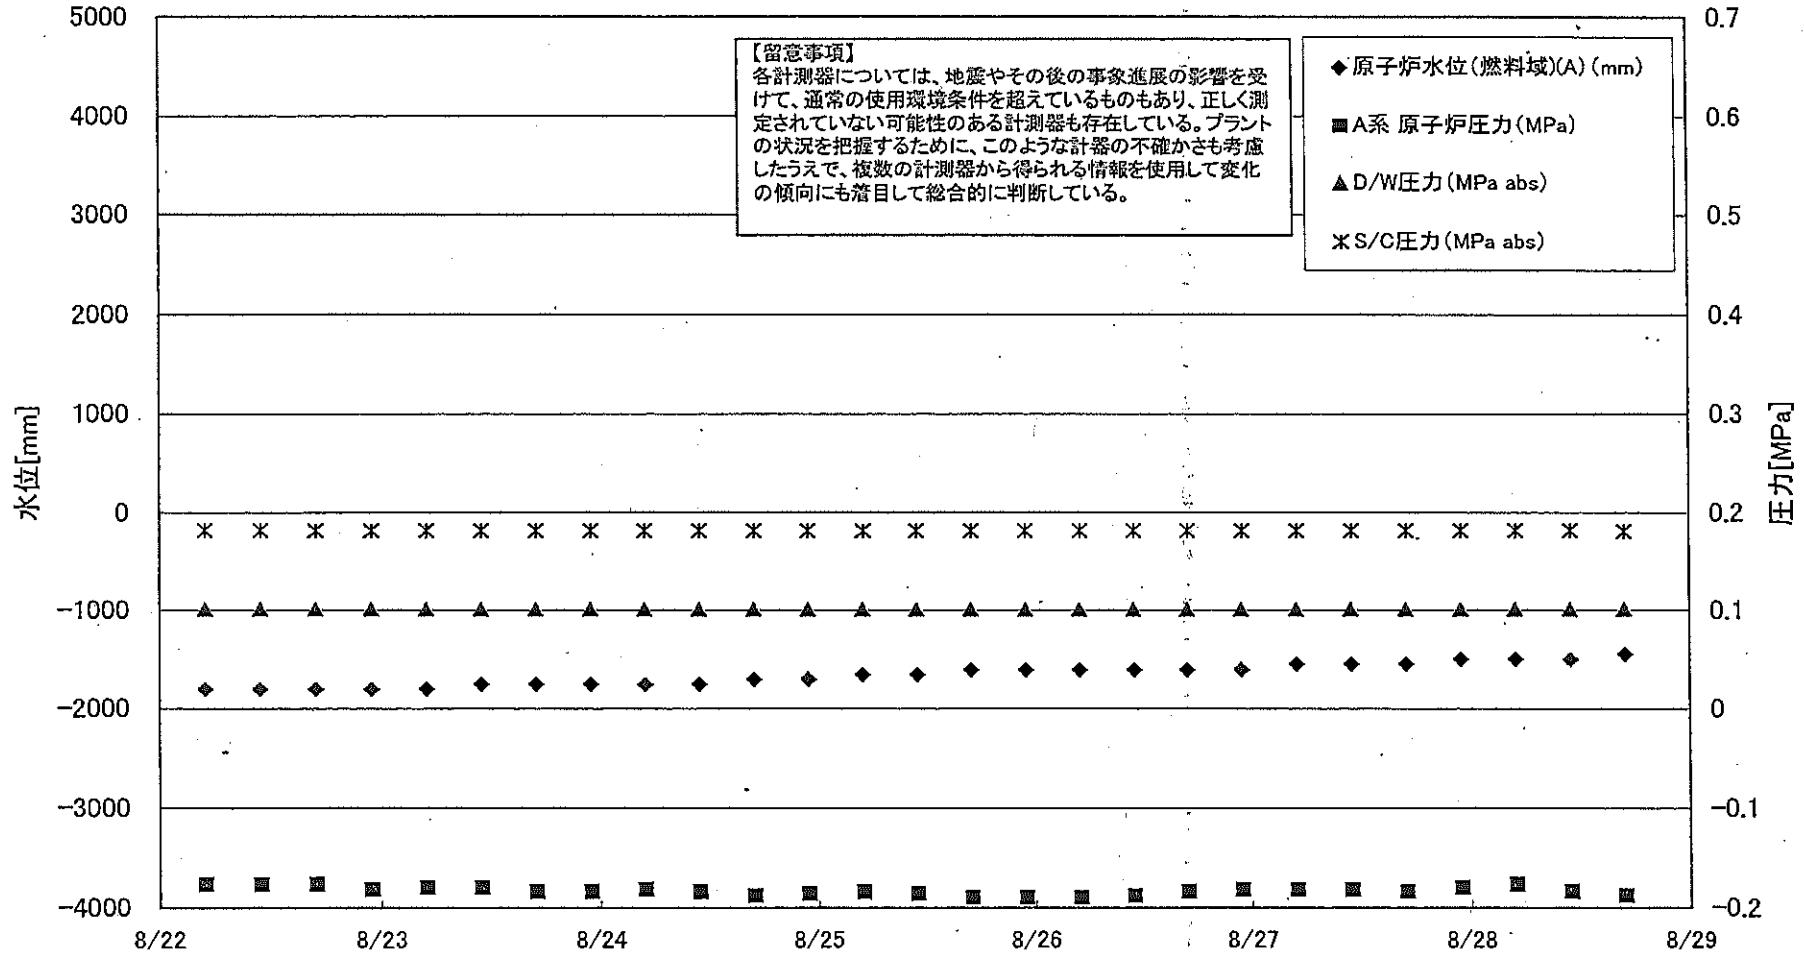 5000
4000
3000
2000
1000
0
-1000
-2000
-3000
-4000
水位[mm]
【留意事項】
各計測器については、地震やその後の事象進展の影響を受
けて、通常の使用環境条件を超えているものもあり、正しく測
定されていない可能性のある計測器も存在している。プラント
の状況を把握するために、このような計器の不確かさも考慮
したうえで、複数の計測器から得られる情報を使用して変化
の傾向にも着目して総合的に判断している。
◆原子炉水位(燃料域)(A)(mm)
■A系 原子炉圧力(MPa)
▲D/W圧力(MPa abs)
S/C圧力(MPa abs)
0.7
0.6
0.5
0.4
0.3
0.2
0.1
0
-0.1
-0.2
圧力[MPa]
8/22 8/23 8/24 8/25 8/26 8/27 8/28 8/29